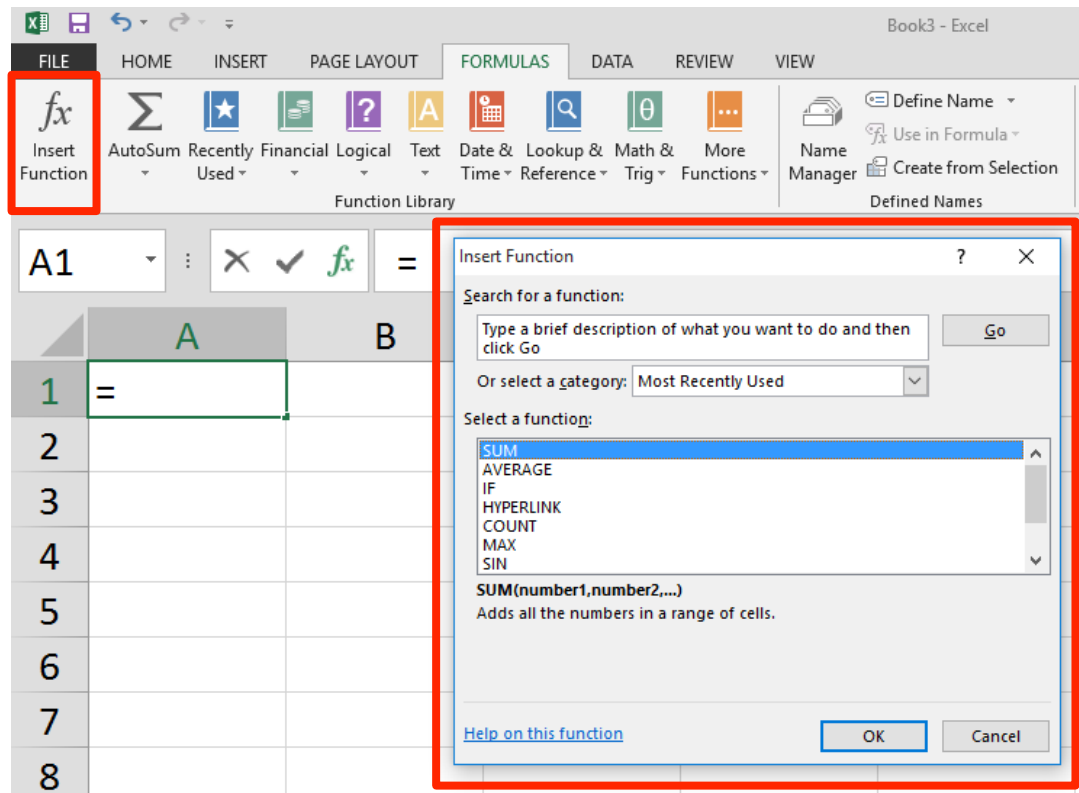 Book3 - Excel
FILE HOME INSERT PAGE LAYOUT FORMULAS DATA REVIEW VIEW
fx Σ ? A θ
Insert Function
AutoSum
Recently Used
Financial
Logical
Text
Date & Time
Lookup & Reference
Math & Trig
More Functions
Function Library
Name Manager
Define Name
Use in Formula
Create from Selection
Defined Names
A1 fx =
A B
1 =
2
3
4
5
6
7
8
Insert Function ?
Search for a function:
Type a brief description of what you want to do and then
click Go
Go
Or select a category: Most Recently Used
Select a function:
SUM
AVERAGE
IF
HYPERLINK
COUNT
MAX
SIN
SUM(number1,number2,...)
Adds all the numbers in a range of cells.
Help on this function OK Cancel